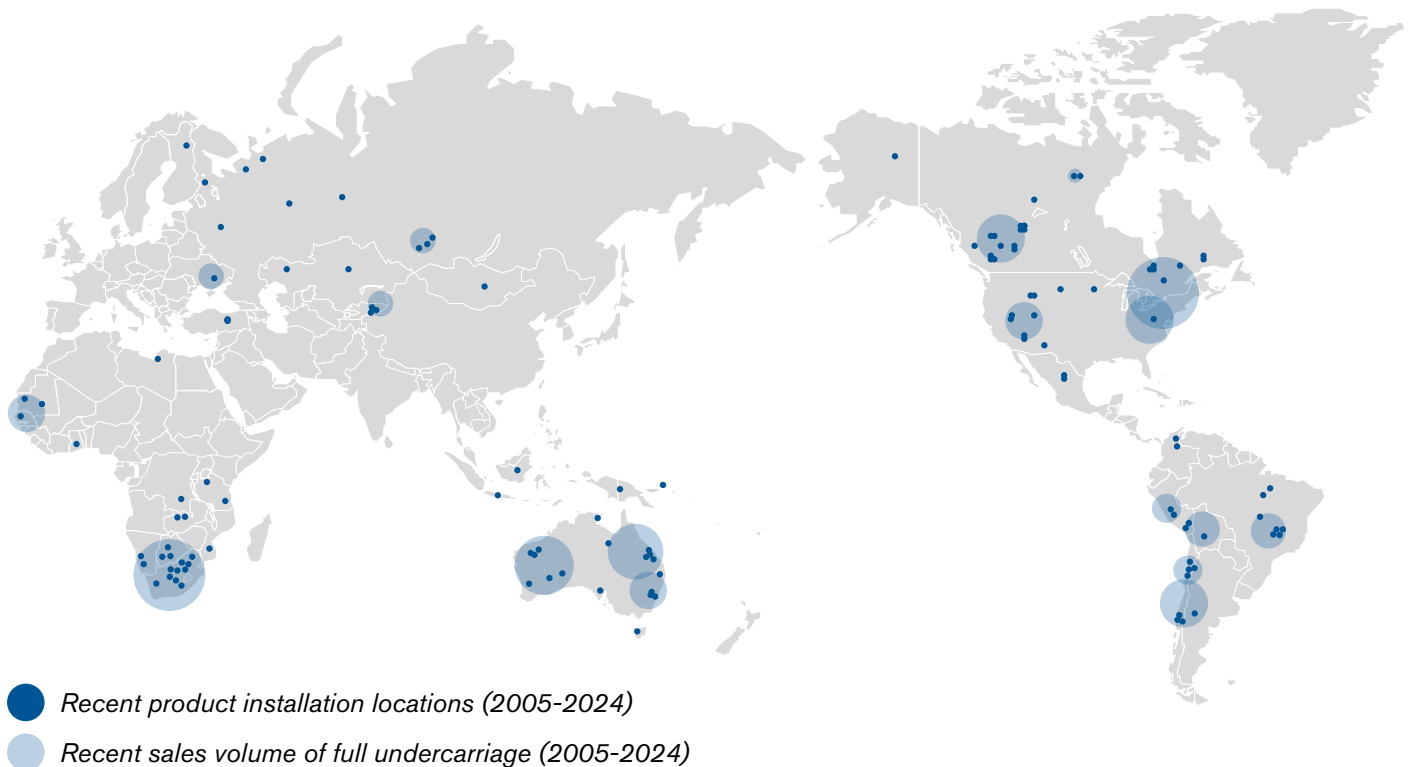 Recent product installation locations (2005-2024)
Recent sales volume of full undercarriage (2005-2024)